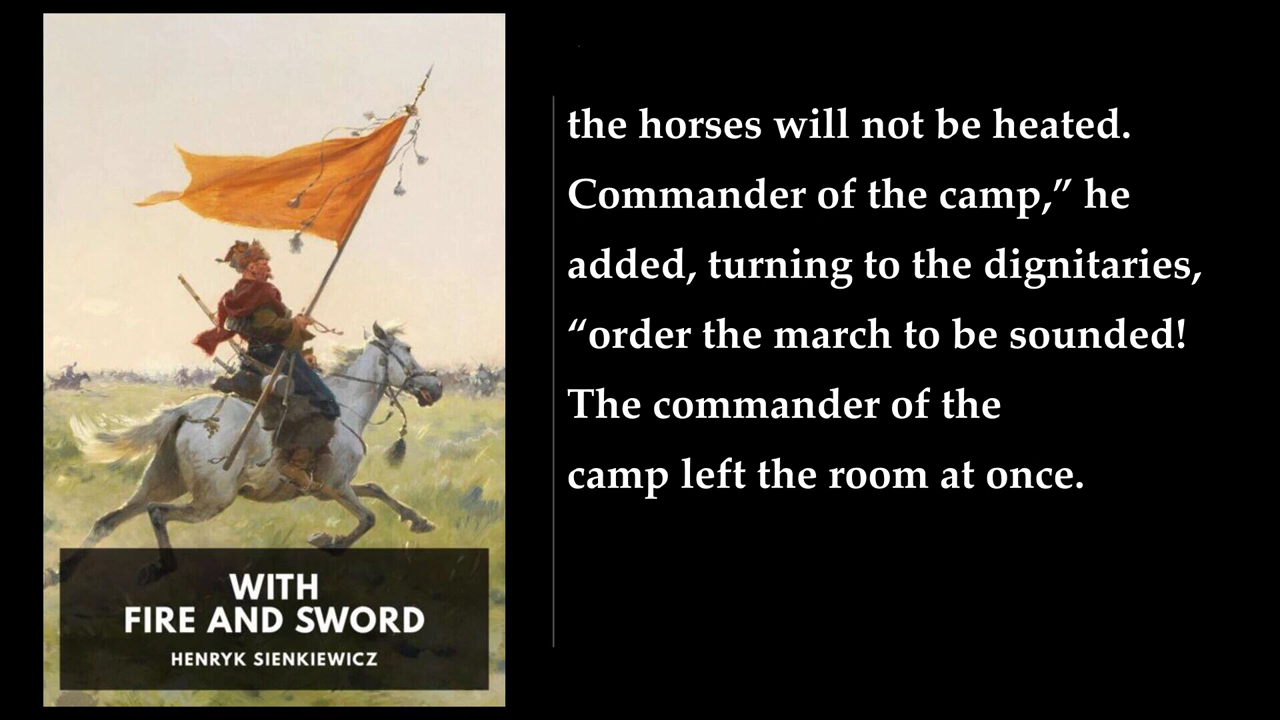 the horses will not be heated.
Commander of the camp,” he
added, turning to the dignitaries,
“order the march to be sounded!
The commander of the
camp left the room at once.
WITH
FIRE AND SWORD
HENRYK SIENKIEWICZ